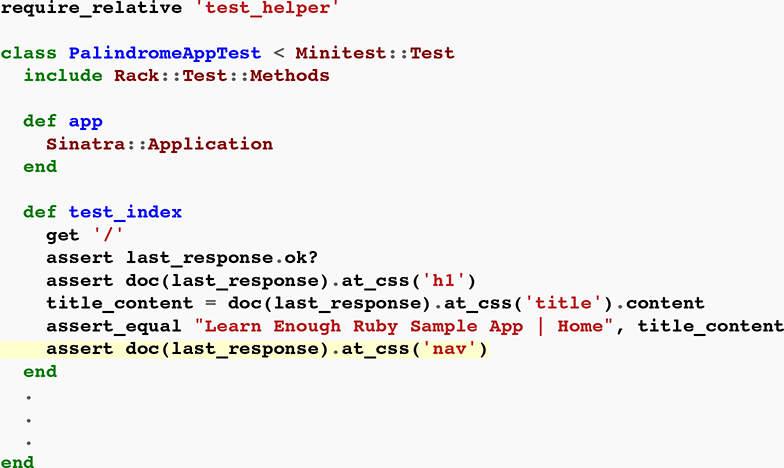 require_relative 'test_helper'

class PalindromeAppTest < Minitest::Test
  include Rack::Test::Methods

  def app
    Sinatra::Application
  end

  def test_index
    get '/'
    assert last_response.ok?
    assert doc(last_response).at_css('h1')
    title_content = doc(last_response).at_css('title').content
    assert_equal "Learn Enough Ruby Sample App | Home", title_content
    assert doc(last_response).at_css('nav')
  end
  .
  .
  .
end